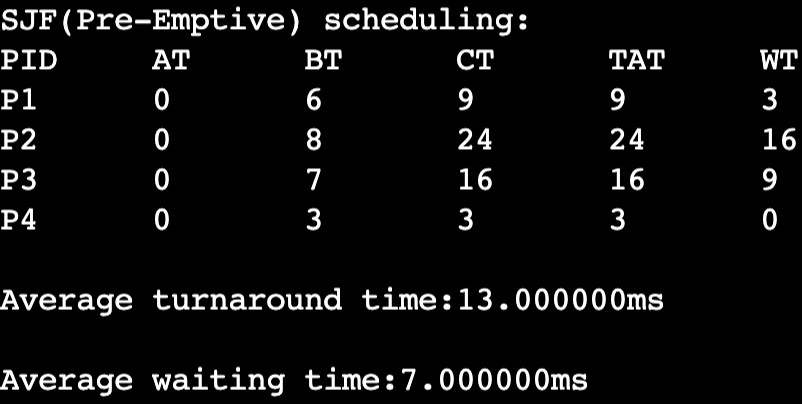 SJF(Pre-Emptive) scheduling:
PID AT BT CT TAT WT
P1 0 6 9 9 3
P2 0 8 24 24 16
P3 0 7 16 16 9
P4 0 3 3 3 0
Average turnaround time:13.000000ms
Average waiting time:7.000000ms